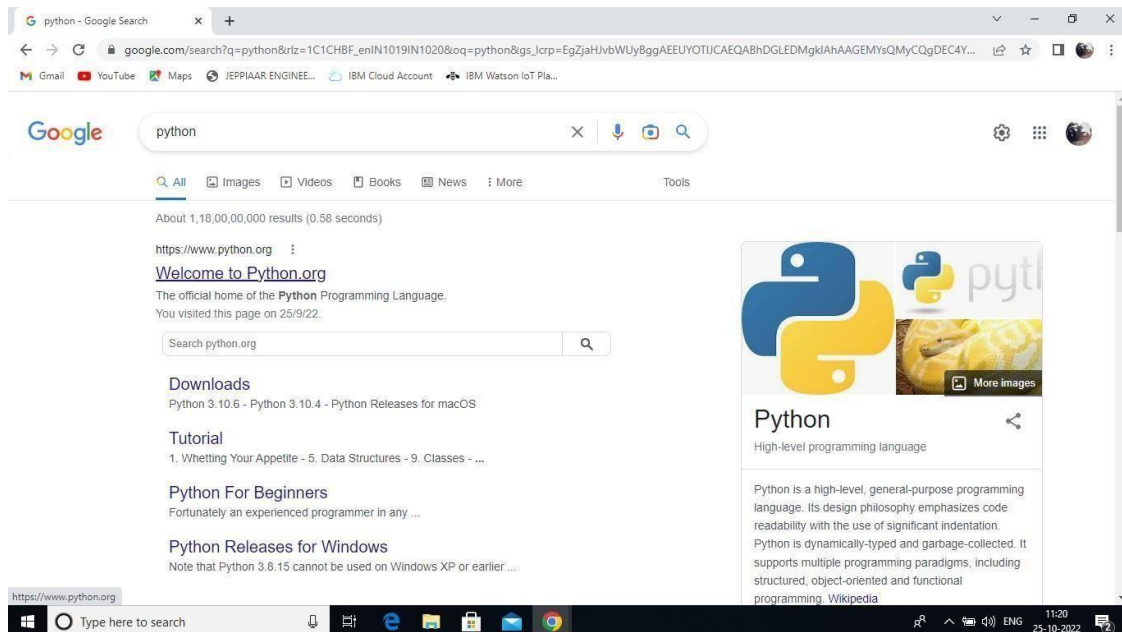 python - Google Search
google.com/search?q=python&rlz=1C1CHBF_enIN1019IN1020&oq=python&gs_lcrp=EgZjaHJvbWUyBggAEEUYOTIJCAEQABhDGLEDMgkIAhAAGEMYsQMyCQgDEC4Y...
Gmail YouTube Maps JEPPIAAR ENGINEE... IBM Cloud Account IBM Watson IoT Pla...
Google
python
All Images Videos Books News More Tools
About 1,18,00,00,000 results (0.58 seconds)
https://www.python.org
Welcome to Python.org
The official home of the Python Programming Language.
You visited this page on 25/9/22.
Search python.org
Downloads
Python 3.10.6 - Python 3.10.4 - Python Releases for macOS
Tutorial
1. Whetting Your Appetite - 5. Data Structures - 9. Classes - ...
Python For Beginners
Fortunately an experienced programmer in any ...
Python Releases for Windows
Note that Python 3.8.15 cannot be used on Windows XP or earlier ...
pyth
More images
Python
High-level programming language
Python is a high-level, general-purpose programming
language. Its design philosophy emphasizes code
readability with the use of significant indentation.
Python is dynamically-typed and garbage-collected. It
supports multiple programming paradigms, including
structured, object-oriented and functional
programming. Wikipedia
https://www.python.org
Type here to search
ENG
11:20
25-10-2022
2